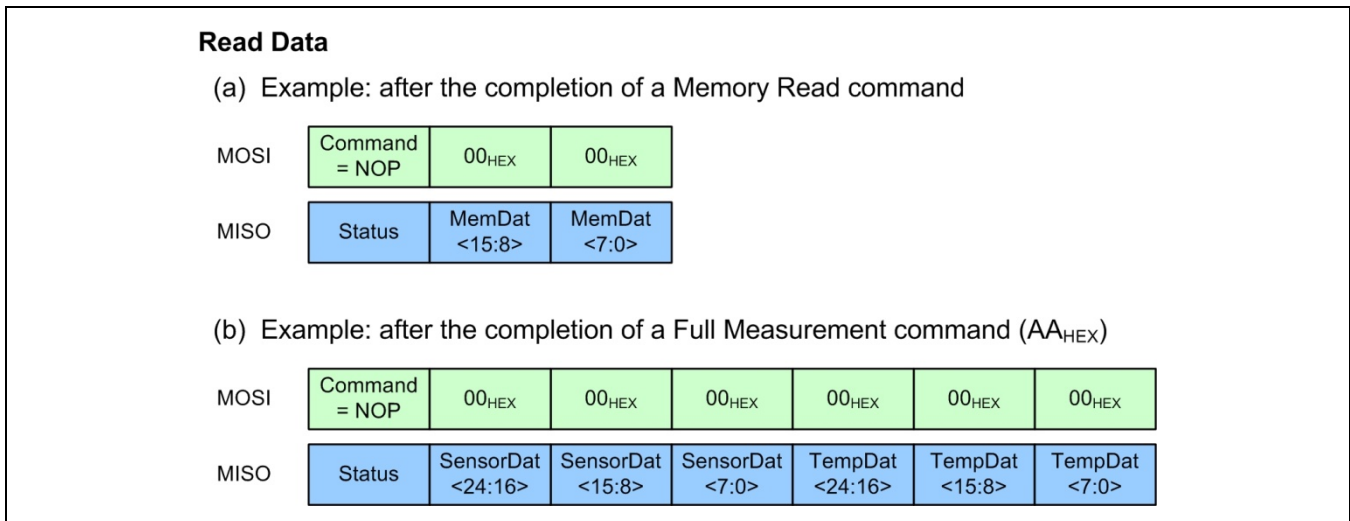 Read Data
(a) Example: after the completion of a Memory Read command
MOSI Command = NOP 00HEX 00HEX
MISO Status MemDat <15:8> MemDat <7:0>
(b) Example: after the completion of a Full Measurement command (AAHEX)
MOSI Command = NOP 00HEX 00HEX 00HEX 00HEX 00HEX 00HEX
MISO Status SensorDat <24:16> SensorDat <15:8> SensorDat <7:0> TempDat <24:16> TempDat <15:8> TempDat <7:0>